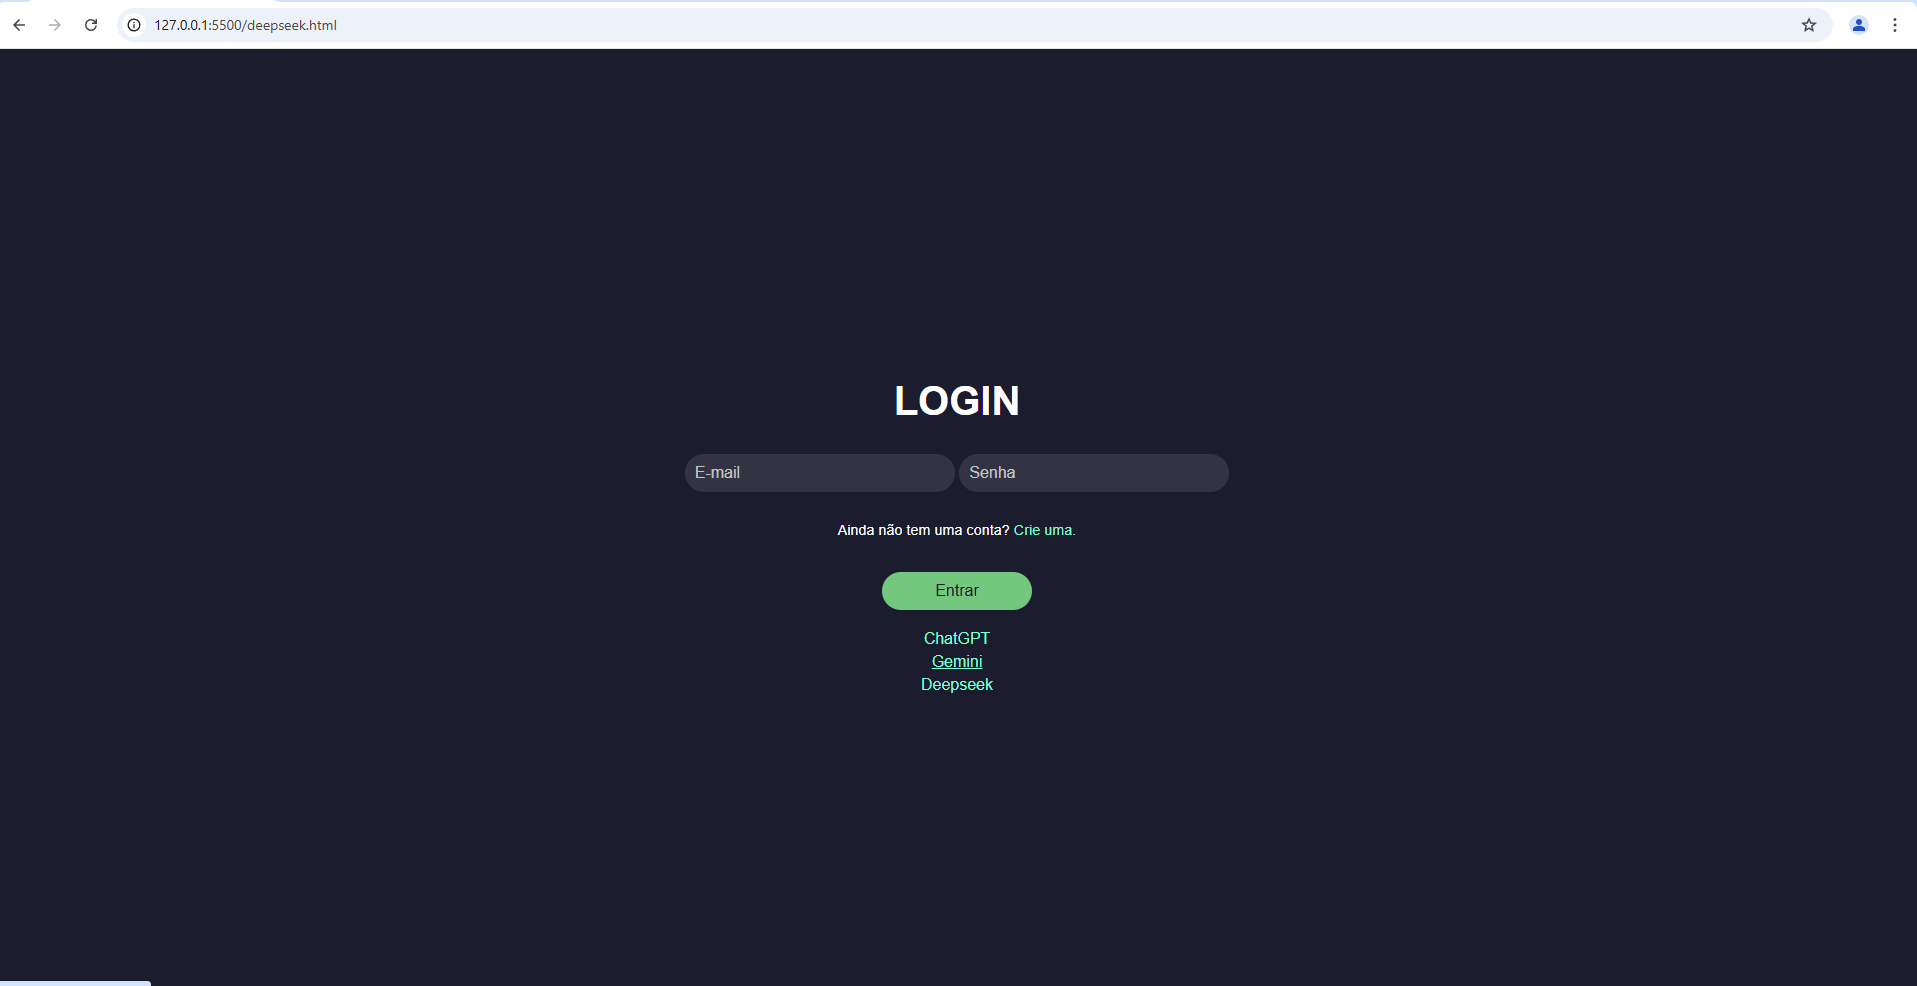 127.0.0.1:5500/deepseek.html
LOGIN
E-mail Senha
Ainda não tem uma conta? Crie uma.
Entrar
ChatGPT
Gemini
Deepseek